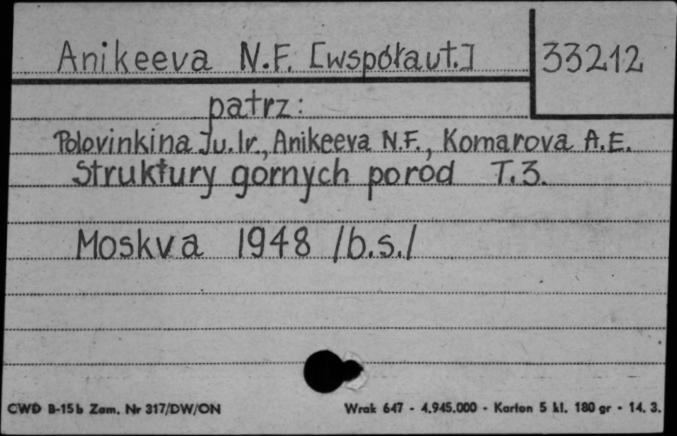 Anikeeva N.F. [współaut.] 33212
patrz:
Polovinkina Ju.Ir., Anikeeva N.F., Komarova A.E.
Struktury gornych porod T.3.
Moskva 1948 /b.s./
CWD B-15b Zam. Nr 317/DW/ON Wrak 647 - 4.945.000 - Karton 5 kl. 180 gr - 14. 3.